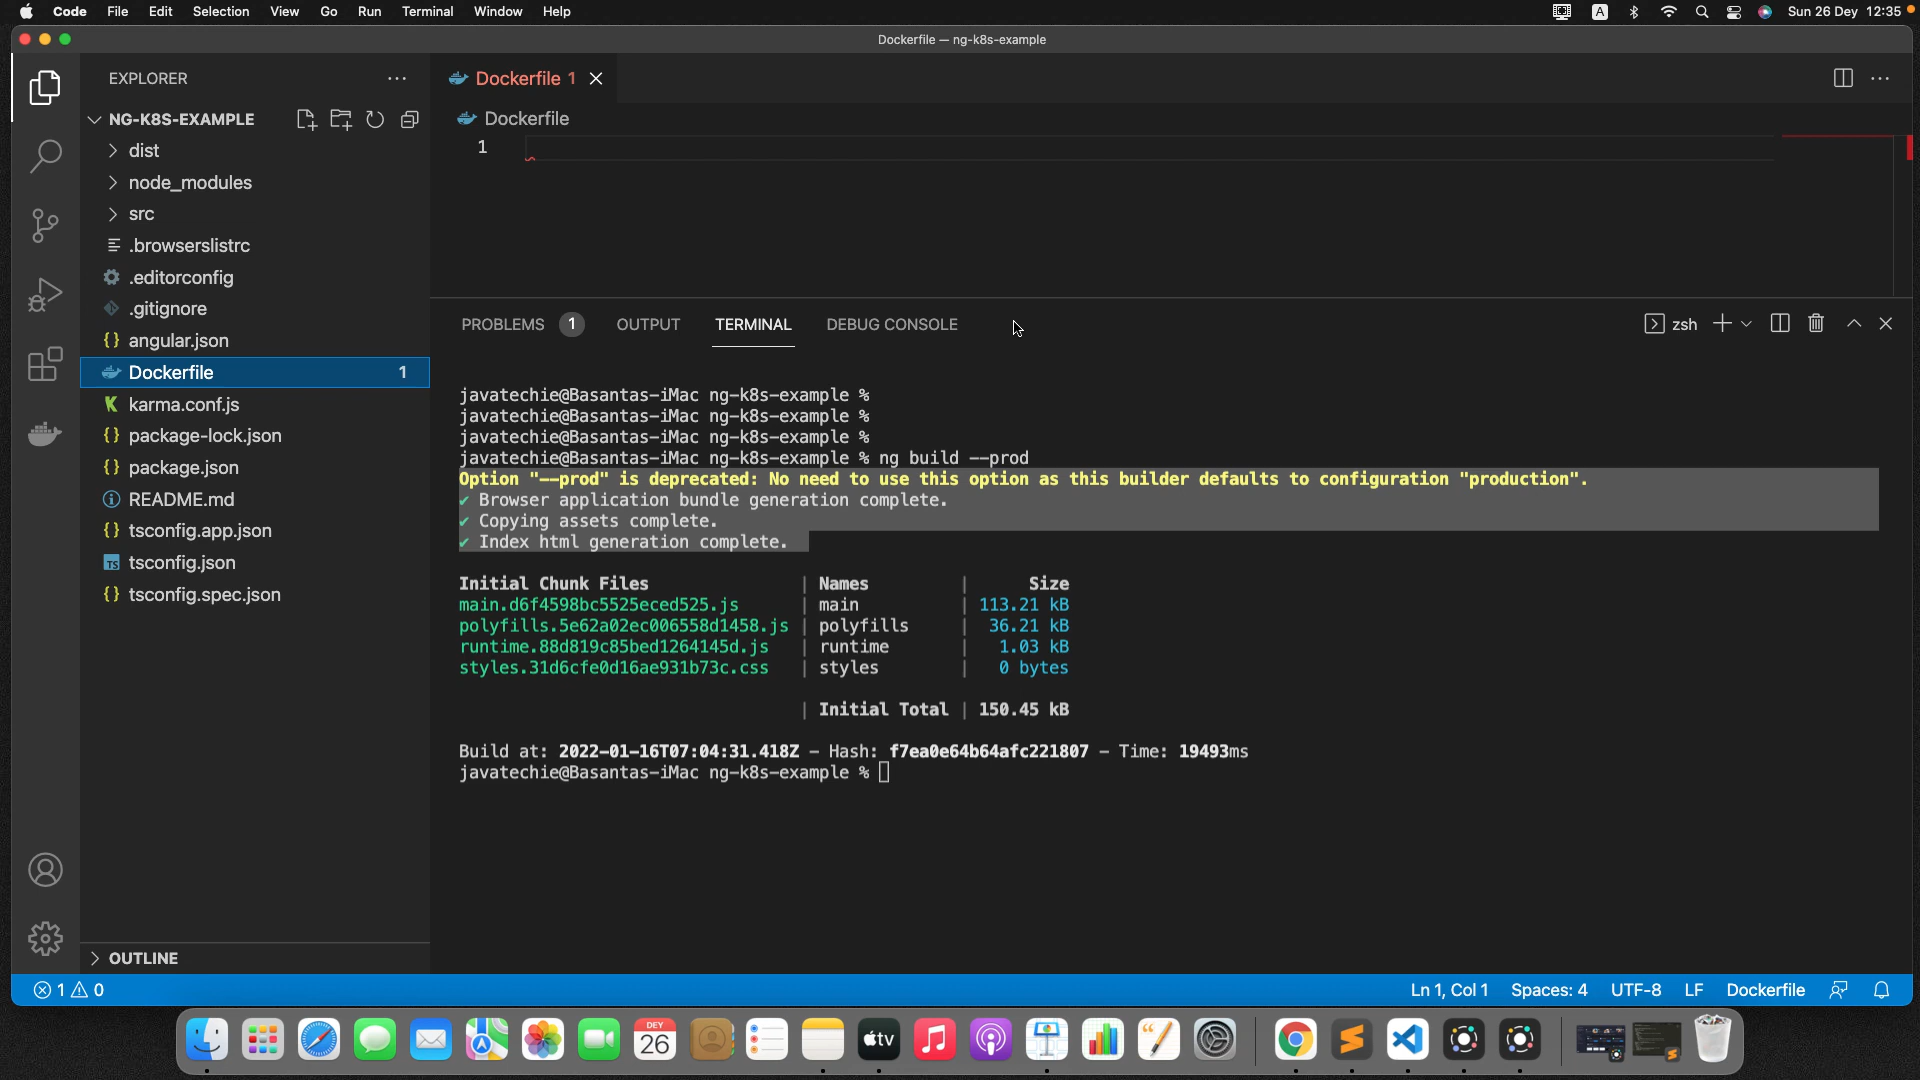 Code File Edit Selection View Go Run Terminal Window Help
A
Sun 26 Dey 12:35
Dockerfile — ng-k8s-example
EXPLORER
NG-K8S-EXAMPLE
dist
node_modules
src
.browserslistrc
.editorconfig
.gitignore
angular.json
Dockerfile 1
karma.conf.js
package-lock.json
package.json
README.md
tsconfig.app.json
TS tsconfig.json
tsconfig.spec.json
OUTLINE
Dockerfile 1
Dockerfile
1
PROBLEMS 1 OUTPUT TERMINAL DEBUG CONSOLE
zsh
javatechie@Basantas-iMac ng-k8s-example %
javatechie@Basantas-iMac ng-k8s-example %
javatechie@Basantas-iMac ng-k8s-example %
javatechie@Basantas-iMac ng-k8s-example % ng build --prod
Option "--prod" is deprecated: No need to use this option as this builder defaults to configuration "production".
✔ Browser application bundle generation complete.
✔ Copying assets complete.
✔ Index html generation complete.
Initial Chunk Files | Names | Size
main.d6f4598bc5525eced525.js | main | 113.21 kB
polyfills.5e62a02ec006558d1458.js | polyfills | 36.21 kB
runtime.88d819c85bed1264145d.js | runtime | 1.03 kB
styles.31d6cfe0d16ae931b73c.css | styles | 0 bytes
| Initial Total | 150.45 kB
Build at: 2022-01-16T07:04:31.418Z - Hash: f7ea0e64b64afc221807 - Time: 19493ms
javatechie@Basantas-iMac ng-k8s-example %
1 0
Ln 1, Col 1 Spaces: 4 UTF-8 LF Dockerfile
DEY
26
tv